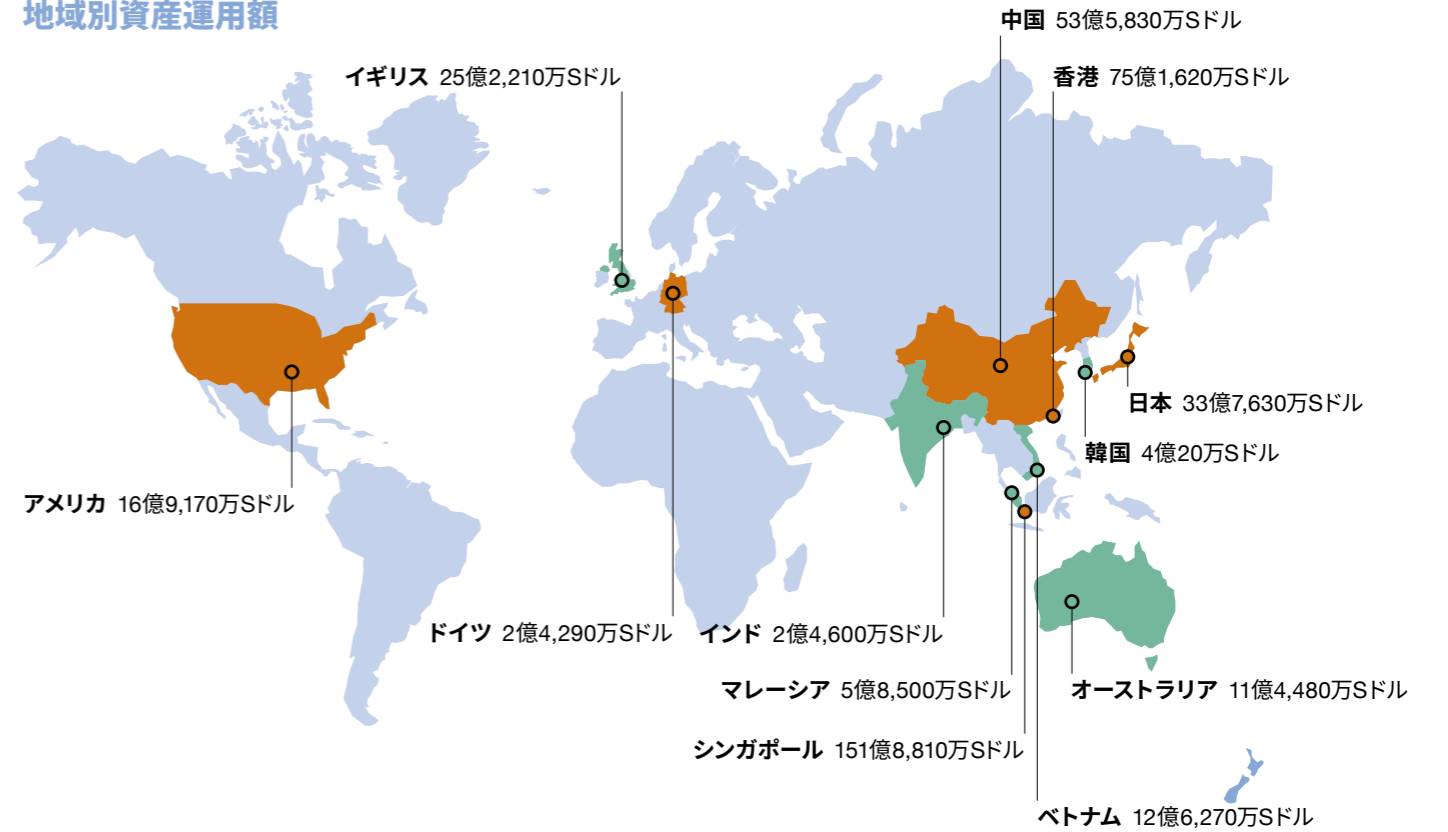 地域別資産運用額
中国 53億5,830万Sドル
イギリス 25億2,210万Sドル
香港 75億1,620万Sドル
日本 33億7,630万Sドル
韓国 4億20万Sドル
アメリカ 16億9,170万Sドル
ドイツ 2億4,290万Sドル
インド 2億4,600万Sドル
マレーシア 5億8,500万Sドル
オーストラリア 11億4,480万Sドル
シンガポール 151億8,810万Sドル
ベトナム 12億6,270万Sドル